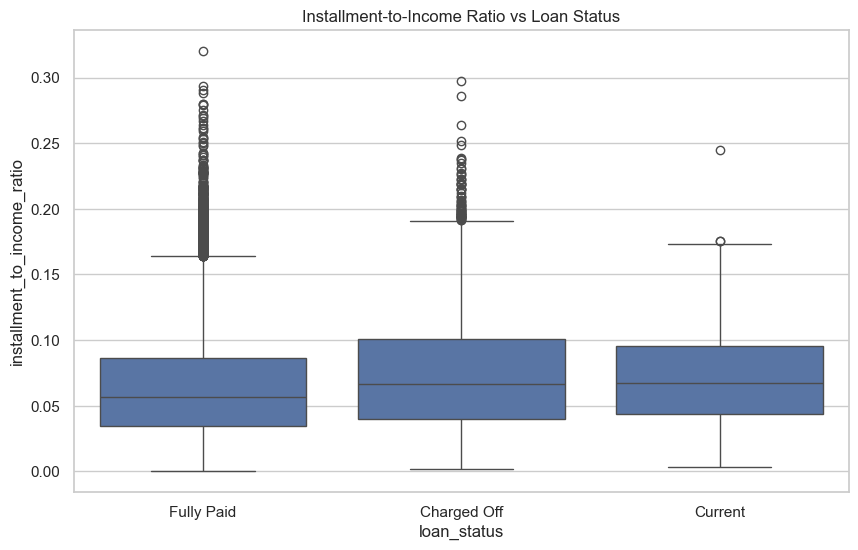 Installment-to-Income Ratio vs Loan Status
installment_to_income_ratio
0.30
0.25
0.20
0.15
0.10
0.05
0.00
Fully Paid
Charged Off
Current
loan_status